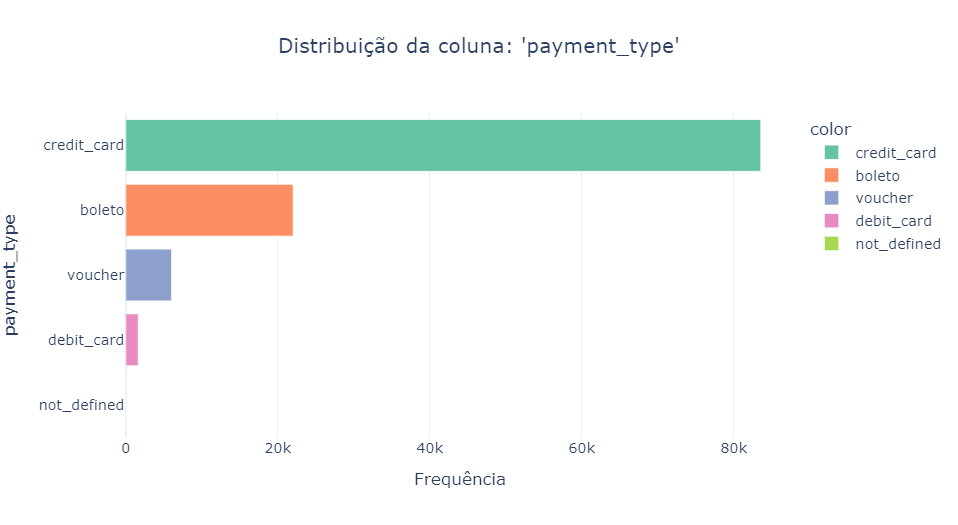 Distribuição da coluna: 'payment_type'
payment_type
credit_card
boleto
voucher
debit_card
not_defined
0 20k 40k 60k 80k
Frequência
color
credit_card
boleto
voucher
debit_card
not_defined